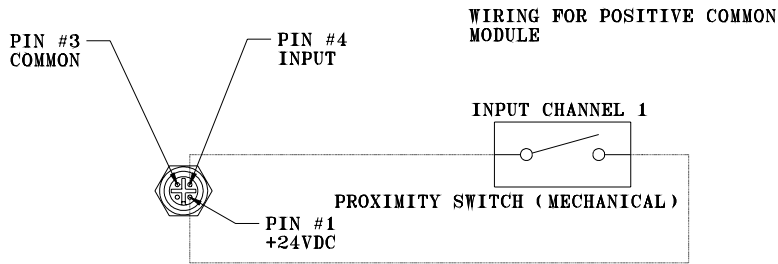 WIRING FOR POSITIVE COMMON
MODULE
PIN #3
COMMON
PIN #4
INPUT
INPUT CHANNEL 1
PROXIMITY SWITCH (MECHANICAL)
PIN #1
+24VDC